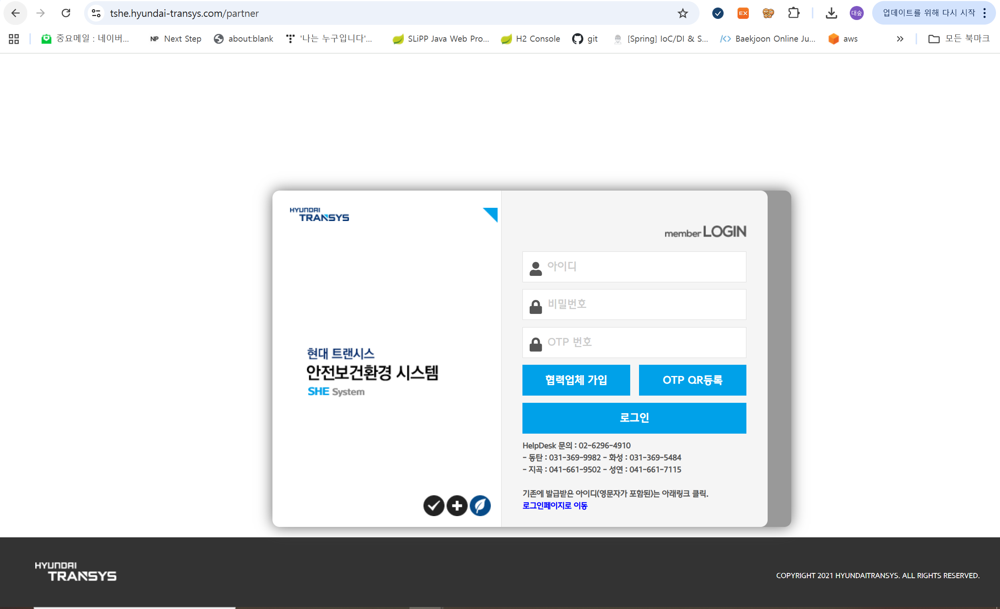 tshe.hyundai-transys.com/partner
EX
대숲
업데이트를 위해 다시 시작
중요메일 : 네이버...
NP Next Step
about:blank
'나는 누구입니다'...
SLiPP Java Web Pro...
H2 Console
git
[Spring] IoC/DI & S...
Baekjoon Online Ju...
aws
모든 북마크
HYUNDAI
TRANSYS
현대 트랜시스
안전보건환경 시스템
SHE System
member LOGIN
아이디
비밀번호
OTP 번호
협력업체 가입
OTP QR등록
로그인
HelpDesk 문의 : 02-6296-4910
- 동탄 : 031-369-9982 - 화성 : 031-369-5484
- 지곡 : 041-661-9502 - 성연 : 041-661-7115
기존에 발급받은 아이디(영문자가 포함된)는 아래링크 클릭.
로그인페이지로 이동
HYUNDAI
TRANSYS
COPYRIGHT 2021 HYUNDAITRANSYS. ALL RIGHTS RESERVED.